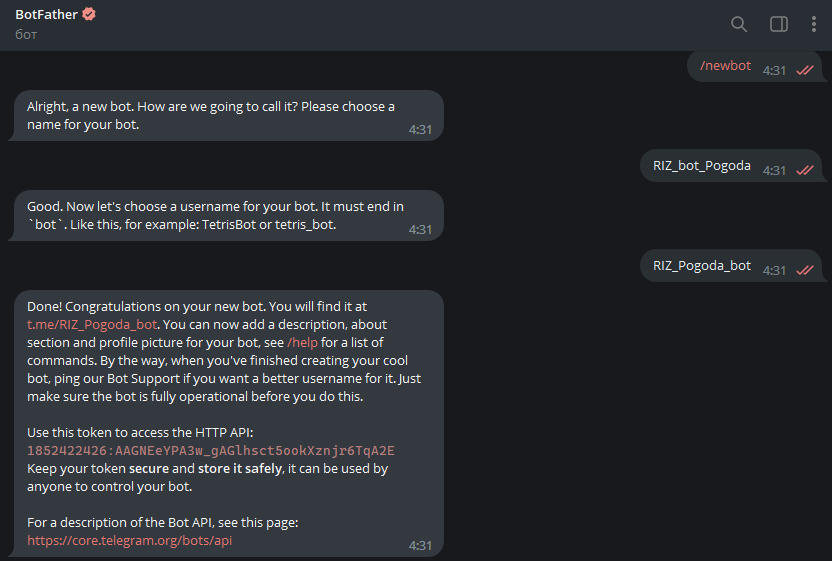 BotFather
бот
/newbot 4:31
Alright, a new bot. How are we going to call it? Please choose a
name for your bot.
4:31
RIZ_bot_Pogoda 4:31
Good. Now let's choose a username for your bot. It must end in
`bot`. Like this, for example: TetrisBot or tetris_bot.
4:31
RIZ_Pogoda_bot 4:31
Done! Congratulations on your new bot. You will find it at
t.me/RIZ_Pogoda_bot. You can now add a description, about
section and profile picture for your bot, see /help for a list of
commands. By the way, when you've finished creating your cool
bot, ping our Bot Support if you want a better username for it. Just
make sure the bot is fully operational before you do this.
Use this token to access the HTTP API:
1852422426:AAGNEeYPA3w_gAGlhsct5ookXznjr6TqA2E
Keep your token secure and store it safely, it can be used by
anyone to control your bot.
For a description of the Bot API, see this page:
https://core.telegram.org/bots/api
4:31